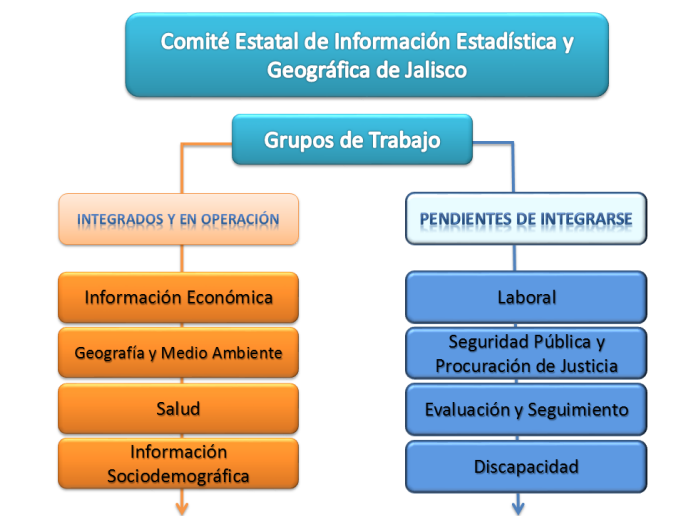 Comité Estatal de Información Estadística y
Geográfica de Jalisco
Grupos de Trabajo
INTEGRADOS Y EN OPERACIÓN
Información Económica
Geografía y Medio Ambiente
Salud
Información
Sociodemográfica
PENDIENTES DE INTEGRARSE
Laboral
Seguridad Pública y
Procuración de Justicia
Evaluación y Seguimiento
Discapacidad